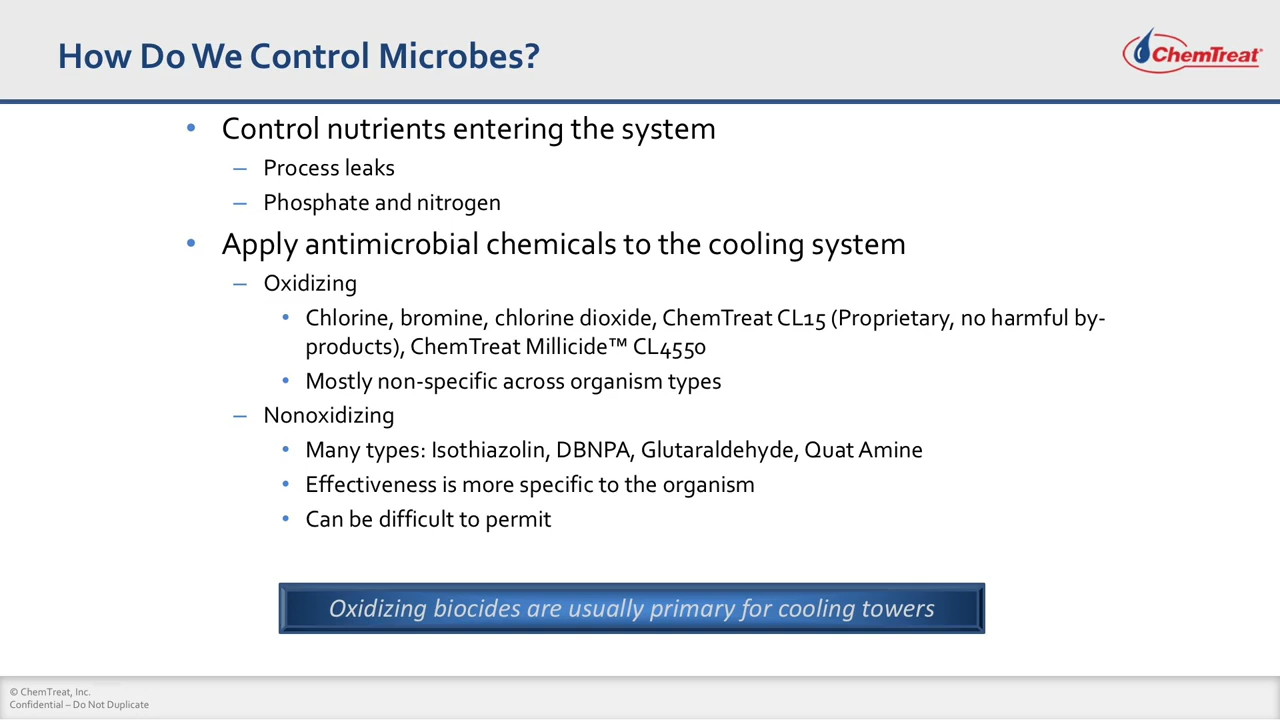 How Do We Control Microbes?
ChemTreat®
• Control nutrients entering the system
– Process leaks
– Phosphate and nitrogen
• Apply antimicrobial chemicals to the cooling system
– Oxidizing
• Chlorine, bromine, chlorine dioxide, ChemTreat CL15 (Proprietary, no harmful by-
products), ChemTreat Millicide™ CL4550
• Mostly non-specific across organism types
– Nonoxidizing
• Many types: Isothiazolin, DBNPA, Glutaraldehyde, Quat Amine
• Effectiveness is more specific to the organism
• Can be difficult to permit
Oxidizing biocides are usually primary for cooling towers
© ChemTreat, Inc.
Confidential – Do Not Duplicate